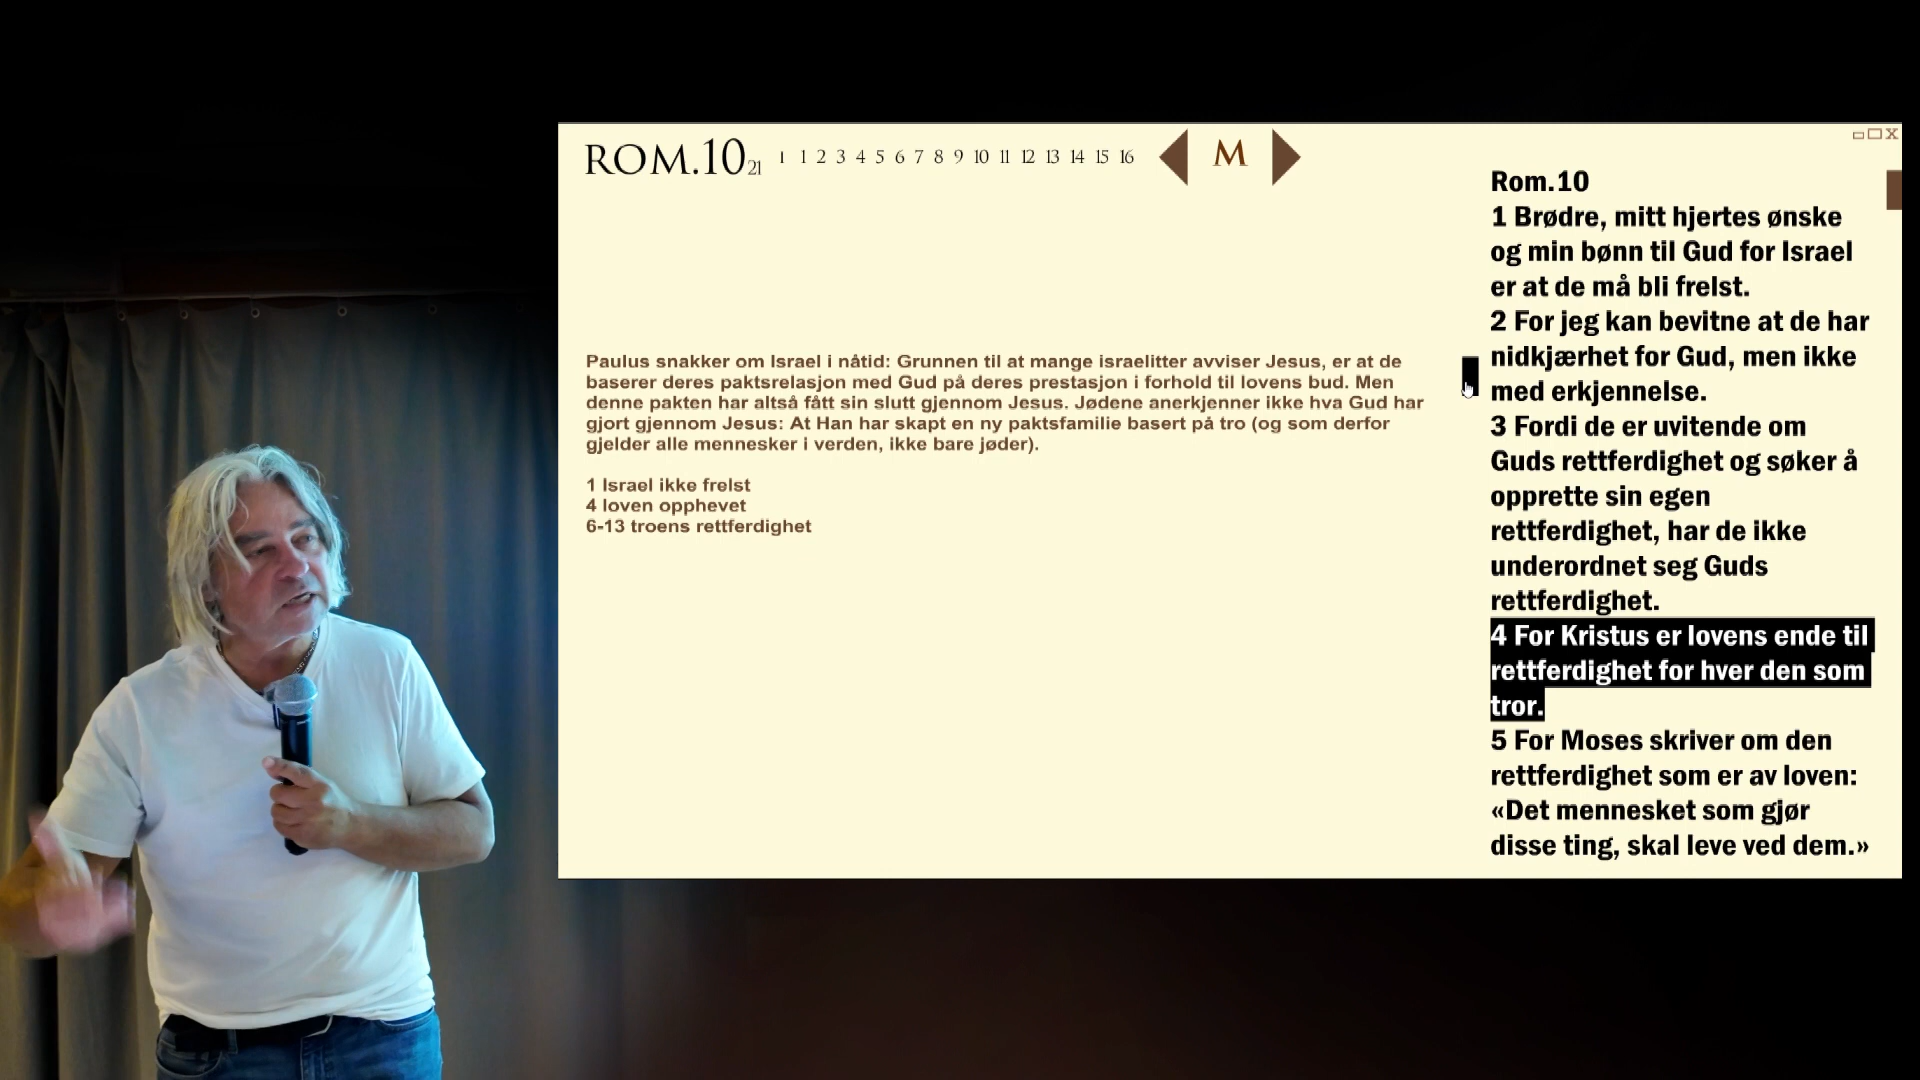 ROM.10 21 1 1 2 3 4 5 6 7 8 9 10 11 12 13 14 15 16 M
Paulus snakker om Israel i nåtid: Grunnen til at mange israelitter avviser Jesus, er at de
baserer deres paktsrelasjon med Gud på deres prestasjon i forhold til lovens bud. Men
denne pakten har altså fått sin slutt gjennom Jesus. Jødene anerkjenner ikke hva Gud har
gjort gjennom Jesus: At Han har skapt en ny paktsfamilie basert på tro (og som derfor
gjelder alle mennesker i verden, ikke bare jøder).
1 Israel ikke frelst
4 loven opphevet
6-13 troens rettferdighet
Rom.10
1 Brødre, mitt hjertes ønske
og min bønn til Gud for Israel
er at de må bli frelst.
2 For jeg kan bevitne at de har
nidkjærhet for Gud, men ikke
med erkjennelse.
3 Fordi de er uvitende om
Guds rettferdighet og søker å
opprette sin egen
rettferdighet, har de ikke
underordnet seg Guds
rettferdighet.
4 For Kristus er lovens ende til
rettferdighet for hver den som
tror.
5 For Moses skriver om den
rettferdighet som er av loven:
«Det mennesket som gjør
disse ting, skal leve ved dem.»